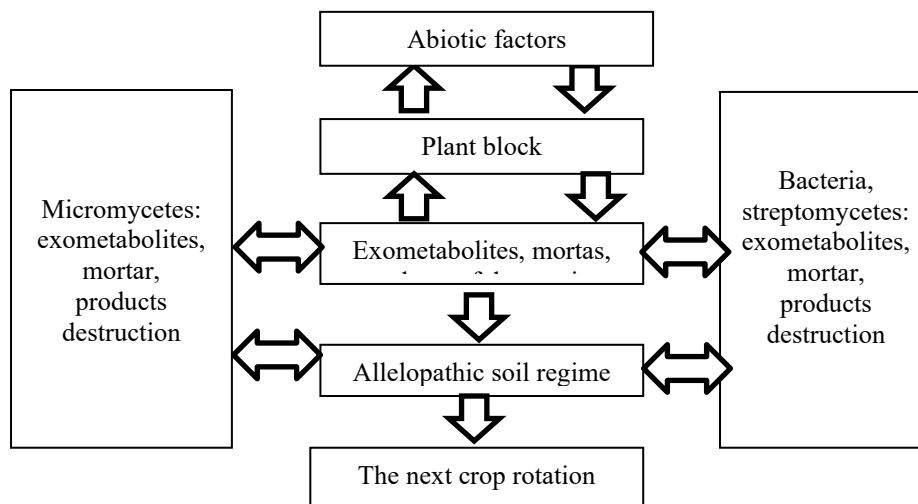 Abiotic factors
Plant block
Micromycetes:
exometabolites,
mortar,
products
destruction
Exometabolites, mortas,
Bacteria,
streptomycetes:
exometabolites,
mortar,
products
destruction
Allelopathic soil regime
The next crop rotation